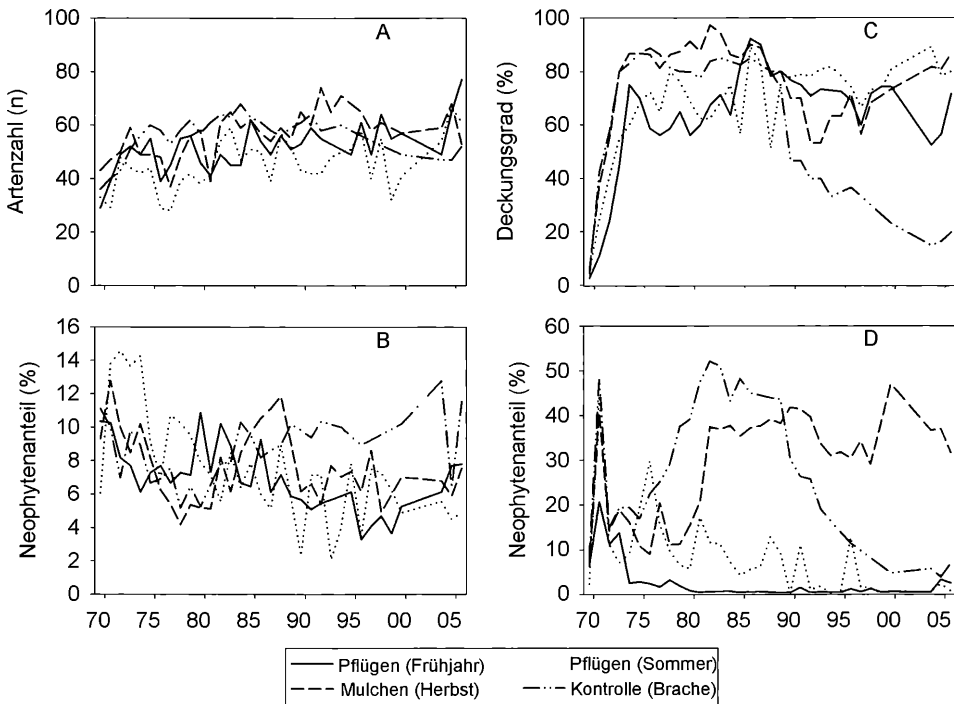 100
80
60
40
20
0
Artenzahl (n)
A
100
80
60
40
20
0
Deckungsgrad (%)
C
16
14
12
10
8
6
4
2
0
Neophytenanteil (%)
B
70 75 80 85 90 95 00 05
60
50
40
30
20
10
0
Neophytenanteil (%)
D
70 75 80 85 90 95 00 05
Pflügen (Frühjahr) Pflügen (Sommer)
Mulchen (Herbst) Kontrolle (Brache)